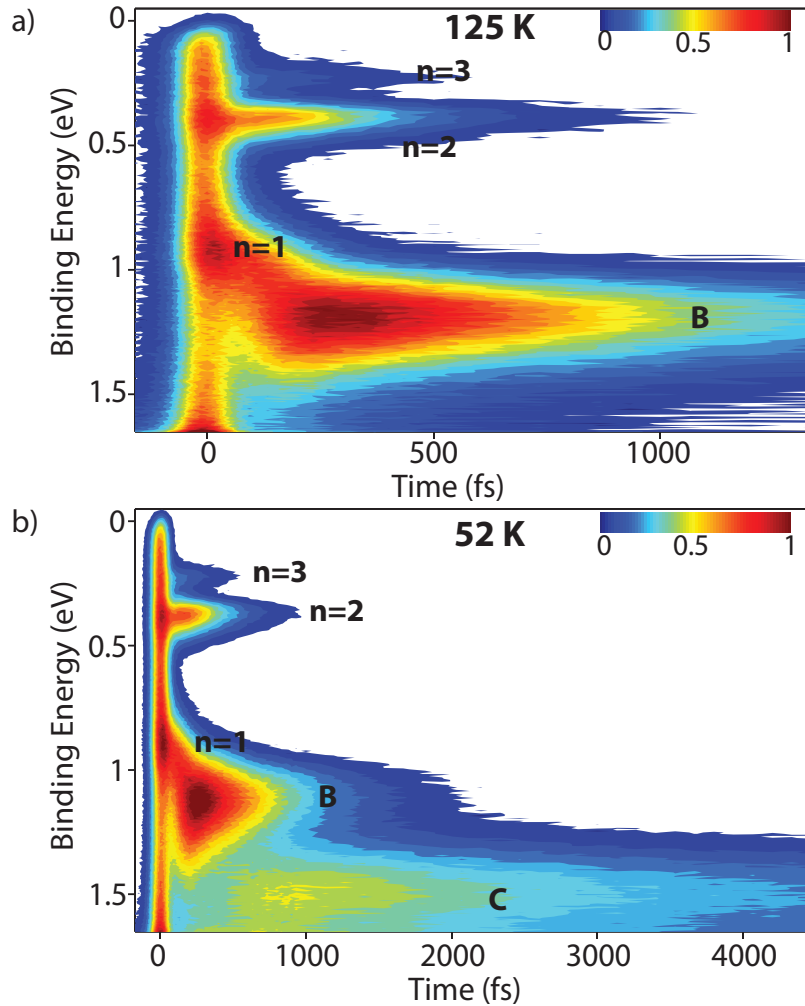 a)
125 K
0 0.5 1
n=3
n=2
n=1
B
0
0.5
1
1.5
Binding Energy (eV)
0 500 1000
Time (fs)
b)
52 K
0 0.5 1
n=3
n=2
n=1
B
C
0
0.5
1
1.5
Binding Energy (eV)
0 1000 2000 3000 4000
Time (fs)